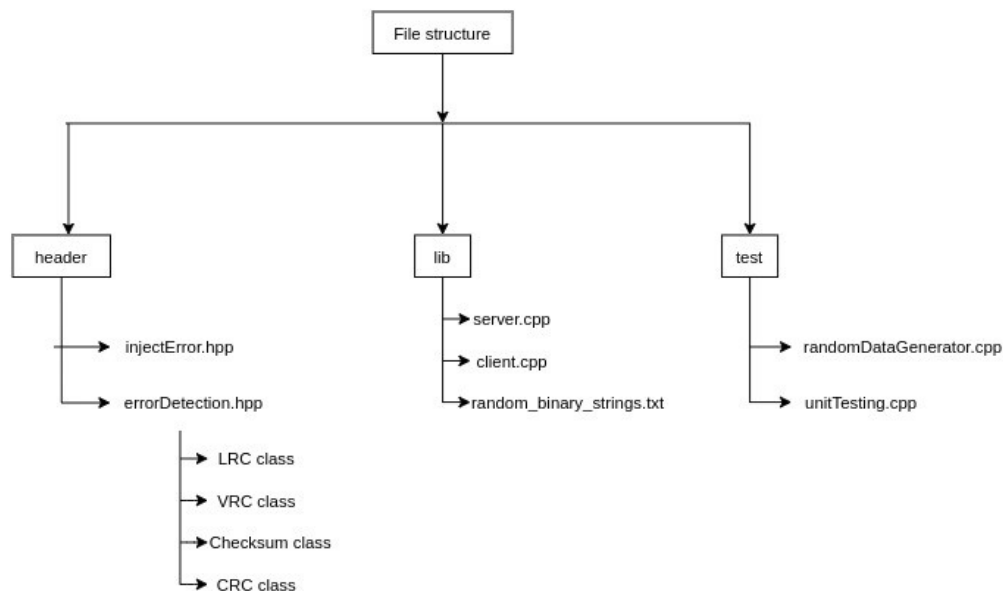 File structure
header
lib
test
server.cpp
injectError.hpp
randomDataGenerator.cpp
client.cpp
errorDetection.hpp
random_binary_strings.txt
unitTesting.cpp
LRC class
VRC class
Checksum class
CRC class